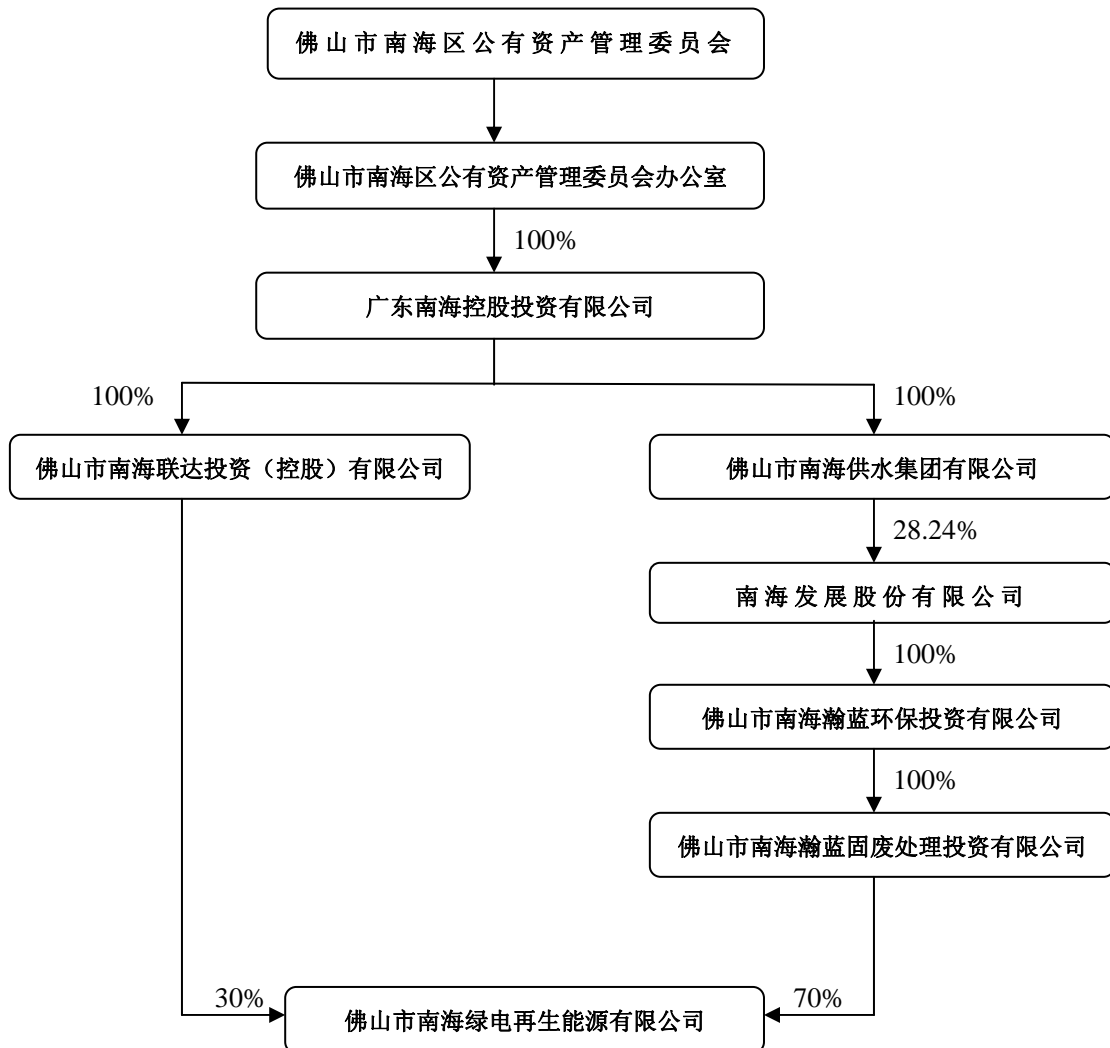 佛山市南海区公有资产管理委员会
佛山市南海区公有资产管理委员会办公室
100%
广东南海控股投资有限公司
100%
100%
佛山市南海联达投资（控股）有限公司
佛山市南海供水集团有限公司
28.24%
南海发展股份有限公司
100%
佛山市南海瀚蓝环保投资有限公司
100%
佛山市南海瀚蓝固废处理投资有限公司
30%
70%
佛山市南海绿电再生能源有限公司